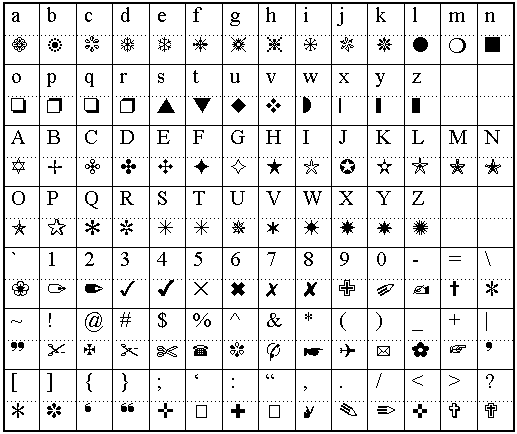 a b c d e f g h i j k l m n
❁ ❂ ❃ ❄ ❅ ❆ ❇ ❈ ❉ ❊ ❋ ● ❍ ■
o p q r s t u v w x y z
❏ ❐ ❑ ❒ ▲ ▼ ◆ ❖ ◗ ❘ ❙ ❚
A B C D E F G H I J K L M N
✡ ✢ ✣ ✤ ✥ ✦ ✧ ★ ✩ ✪ ✫ ✬ ✭ ✮
O P Q R S T U V W X Y Z
✯ ✰ ✱ ✲ ✳ ✴ ✵ ✶ ✷ ✸ ✹ ✺
` 1 2 3 4 5 6 7 8 9 0 - = \
❀ ✑ ✒ ✓ ✔ ✕ ✖ ✗ ✘ ✙ ✐ ✍ ✝ ✼
~ ! @ # $ % ^ & * ( ) _ + |
❞ ✁ ✠ ✃ ✄ ☎ ✾ ✆ ☛ ✈ ✉ ✿ ☞ ❜
[ ] { } ; ‘ : “ , . / < > ?
✻ ✽ ❛ ❝ ✛ □ ✚ □ ✌ ✎ ✏ ✜ ✞ ✟